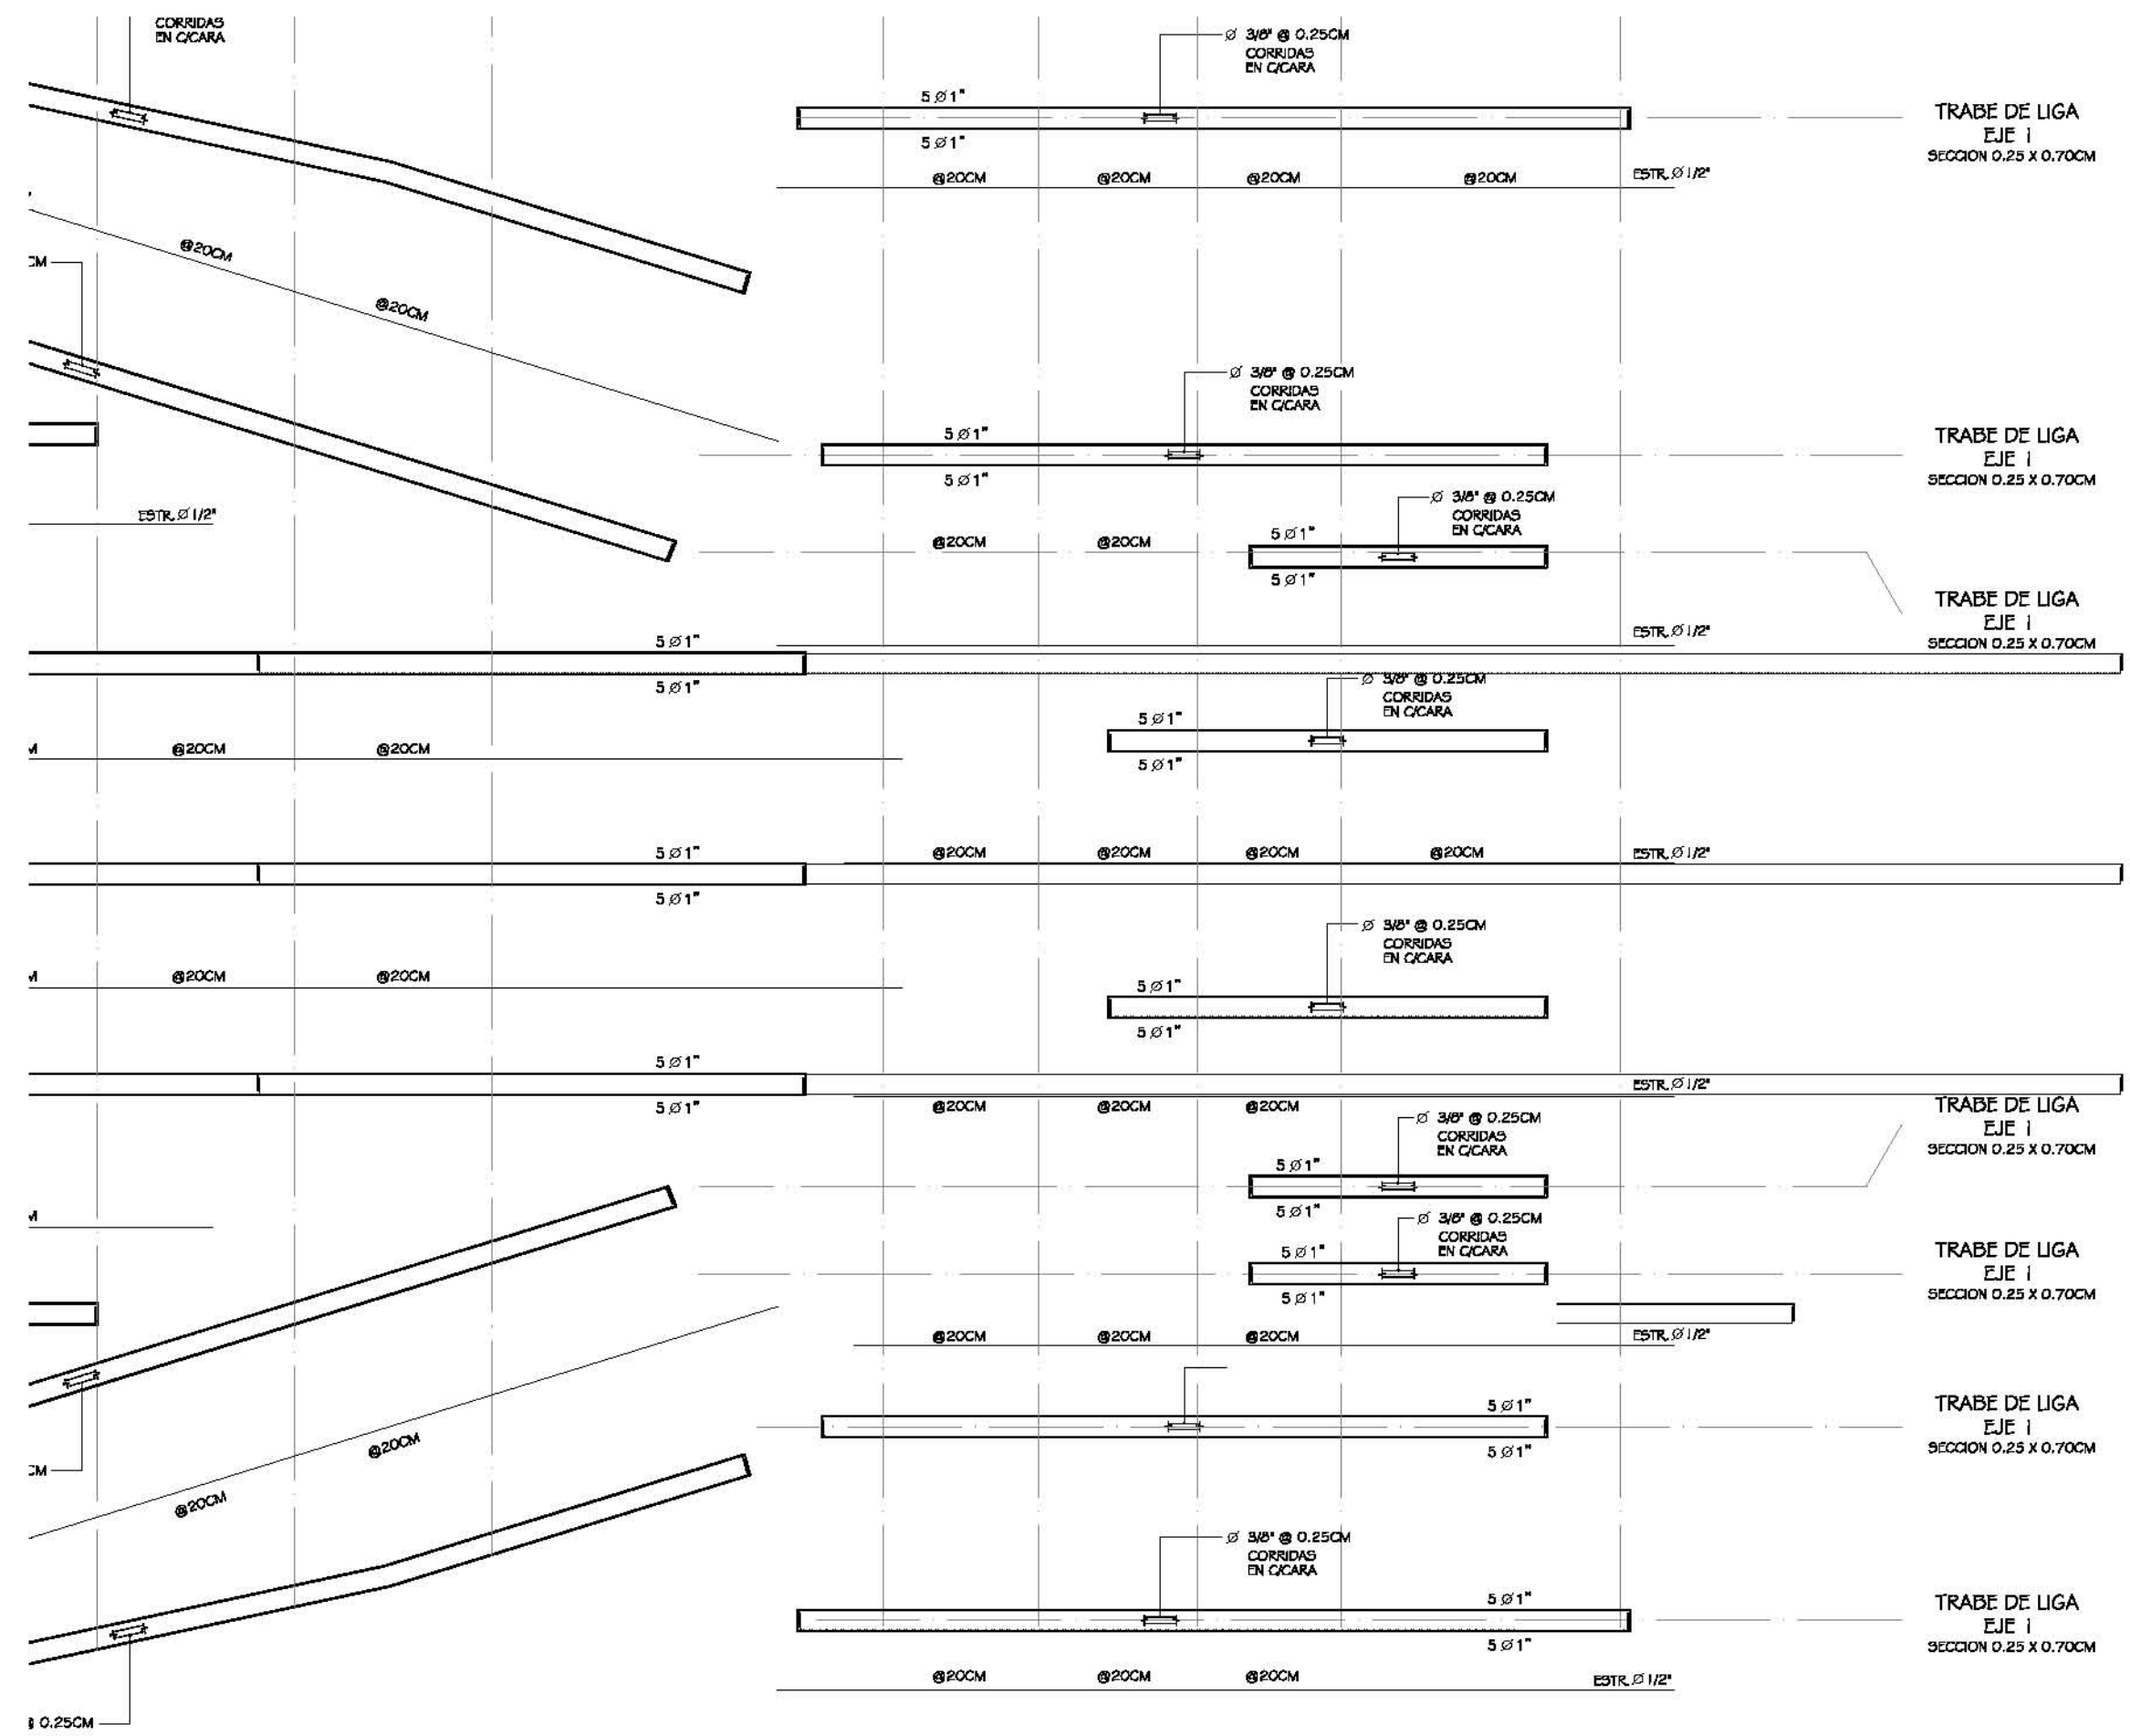 CORRIDAS
EN C/CARA
Ø 3/8" @ 0.25CM
CORRIDAS
EN C/CARA
5 Ø 1"
5 Ø 1"
TRABE DE LIGA
EJE 1
SECCION 0.25 X 0.70CM
@20CM @20CM @20CM @20CM ESTR. Ø 1/2"
@20CM
CM
@20CM
Ø 3/8" @ 0.25CM
CORRIDAS
EN C/CARA
5 Ø 1"
5 Ø 1"
TRABE DE LIGA
EJE 1
SECCION 0.25 X 0.70CM
ESTR. Ø 1/2"
Ø 3/8" @ 0.25CM
CORRIDAS
EN C/CARA
@20CM @20CM
5 Ø 1"
5 Ø 1"
TRABE DE LIGA
EJE 1
SECCION 0.25 X 0.70CM
ESTR. Ø 1/2"
5 Ø 1"
5 Ø 1"
Ø 3/8" @ 0.25CM
CORRIDAS
EN C/CARA
5 Ø 1"
5 Ø 1"
@20CM @20CM
5 Ø 1"
@20CM @20CM @20CM @20CM ESTR. Ø 1/2"
5 Ø 1"
Ø 3/8" @ 0.25CM
CORRIDAS
EN C/CARA
@20CM @20CM
5 Ø 1"
5 Ø 1"
5 Ø 1"
ESTR. Ø 1/2"
5 Ø 1"
@20CM @20CM @20CM
TRABE DE LIGA
EJE 1
SECCION 0.25 X 0.70CM
Ø 3/8" @ 0.25CM
CORRIDAS
EN C/CARA
5 Ø 1"
5 Ø 1"
Ø 3/8" @ 0.25CM
CORRIDAS
EN C/CARA
5 Ø 1"
5 Ø 1"
TRABE DE LIGA
EJE 1
SECCION 0.25 X 0.70CM
@20CM @20CM @20CM ESTR. Ø 1/2"
5 Ø 1"
5 Ø 1"
TRABE DE LIGA
EJE 1
SECCION 0.25 X 0.70CM
@20CM
CM
@20CM
Ø 3/8" @ 0.25CM
CORRIDAS
EN C/CARA
5 Ø 1"
5 Ø 1"
TRABE DE LIGA
EJE 1
SECCION 0.25 X 0.70CM
@20CM @20CM @20CM ESTR. Ø 1/2"
@ 0.25CM